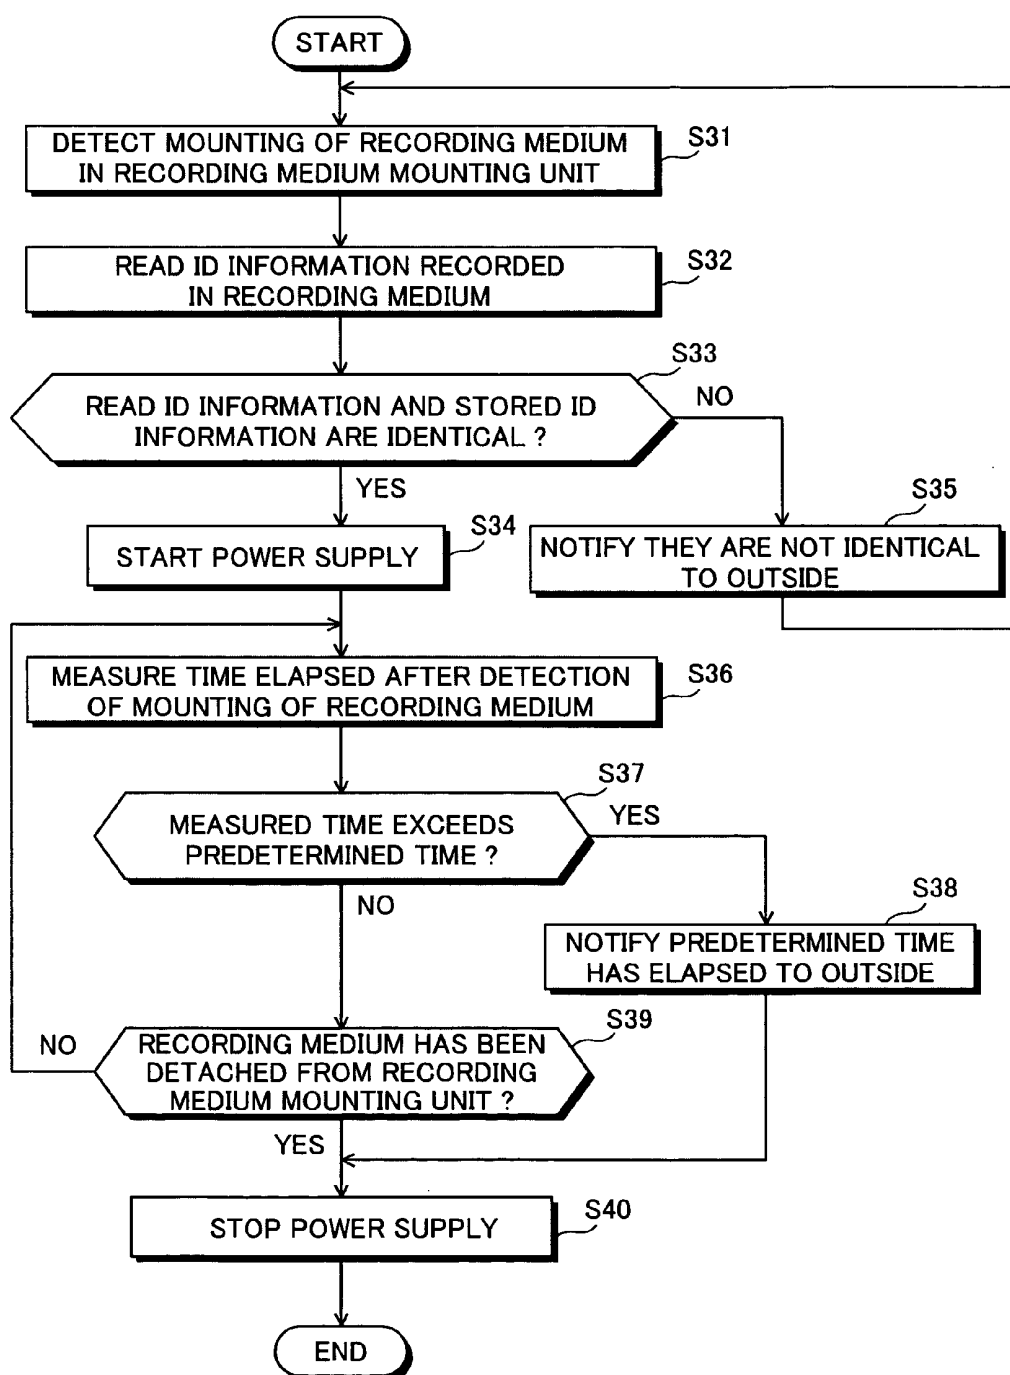 START
DETECT MOUNTING OF RECORDING MEDIUM
IN RECORDING MEDIUM MOUNTING UNIT
S31
READ ID INFORMATION RECORDED
IN RECORDING MEDIUM
S32
S33
READ ID INFORMATION AND STORED ID
INFORMATION ARE IDENTICAL ?
NO
YES
S34
START POWER SUPPLY
S35
NOTIFY THEY ARE NOT IDENTICAL
TO OUTSIDE
MEASURE TIME ELAPSED AFTER DETECTION
OF MOUNTING OF RECORDING MEDIUM
S36
S37
MEASURED TIME EXCEEDS
PREDETERMINED TIME ?
YES
NO
S38
NOTIFY PREDETERMINED TIME
HAS ELAPSED TO OUTSIDE
S39
NO
RECORDING MEDIUM HAS BEEN
DETACHED FROM RECORDING
MEDIUM MOUNTING UNIT ?
YES
STOP POWER SUPPLY
S40
END